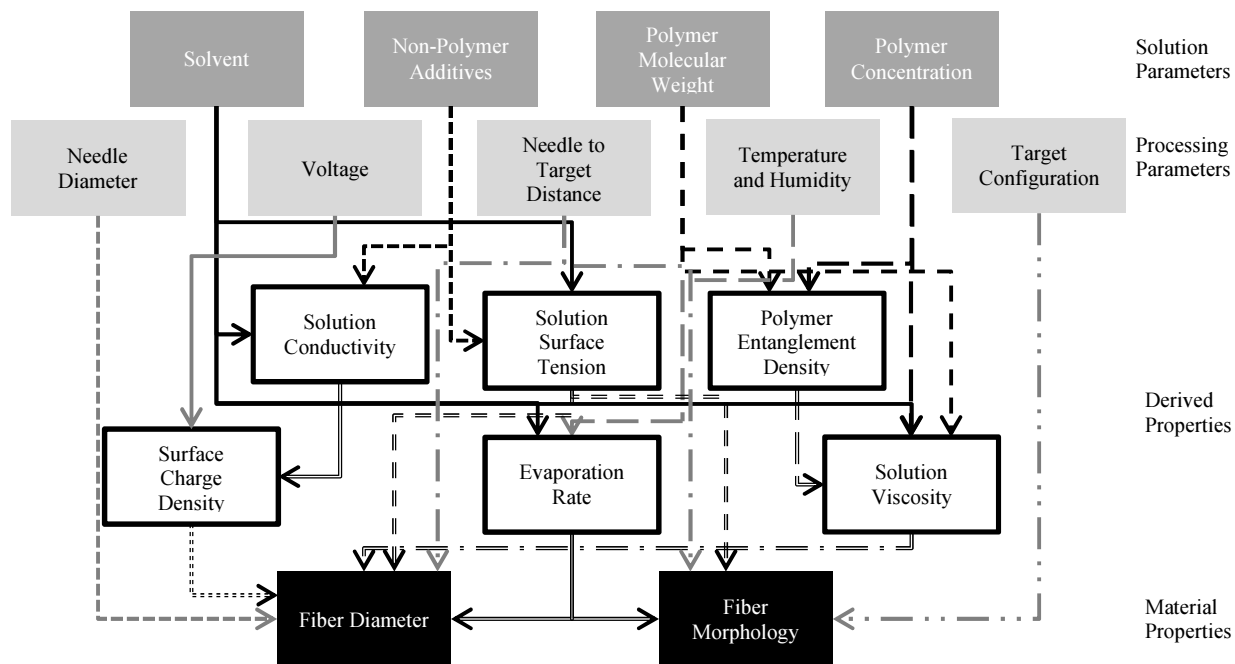 Solvent
Non-Polymer
Additives
Polymer
Molecular
Weight
Polymer
Concentration
Solution
Parameters
Needle
Diameter
Voltage
Needle to
Target
Distance
Temperature
and Humidity
Target
Configuration
Processing
Parameters
Solution
Conductivity
Solution
Surface
Tension
Polymer
Entanglement
Density
Derived
Properties
Surface
Charge
Density
Evaporation
Rate
Solution
Viscosity
Fiber Diameter
Fiber
Morphology
Material
Properties